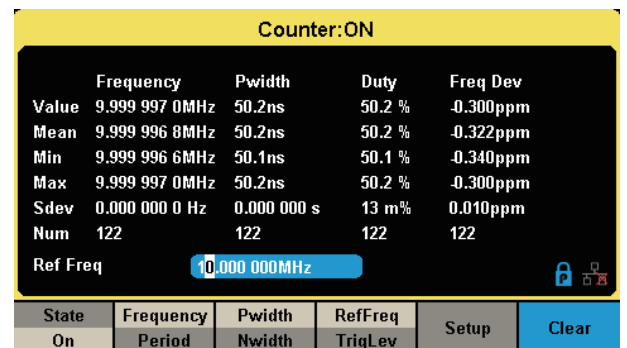 Counter:ON
Frequency Pwidth Duty Freq Dev
Value 9.999 997 0MHz 50.2ns 50.2 % -0.300ppm
Mean 9.999 996 8MHz 50.2ns 50.2 % -0.322ppm
Min 9.999 996 6MHz 50.1ns 50.1 % -0.340ppm
Max 9.999 997 0MHz 50.2ns 50.2 % -0.300ppm
Sdev 0.000 000 0 Hz 0.000 000 s 13 m% 0.010ppm
Num 122 122 122 122
Ref Freq 10.000 000MHz
P
State Frequency Pwidth RefFreq Setup Clear
On Period Nwidth TrigLev